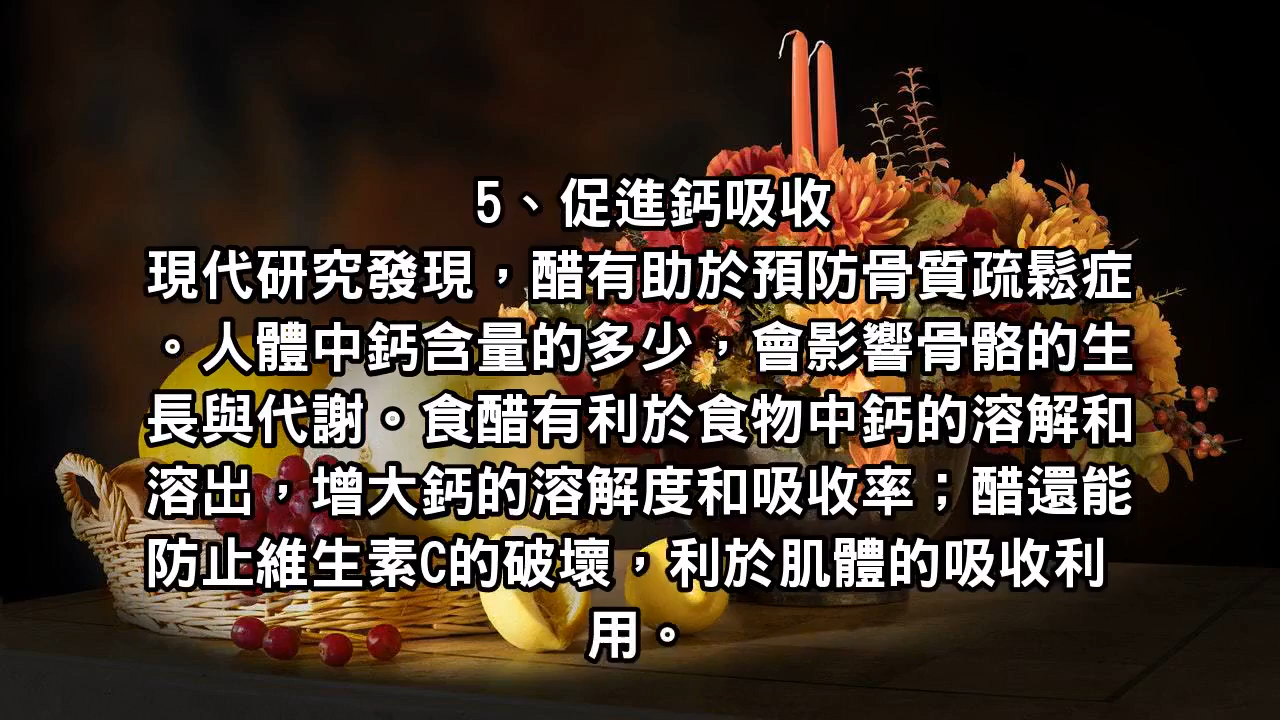 5、促進鈣吸收
現代研究發現，醋有助於預防骨質疏鬆症
。人體中鈣含量的多少，會影響骨骼的生
長與代謝。食醋有利於食物中鈣的溶解和
溶出，增大鈣的溶解度和吸收率；醋還能
防止維生素C的破壞，利於肌體的吸收利
用。